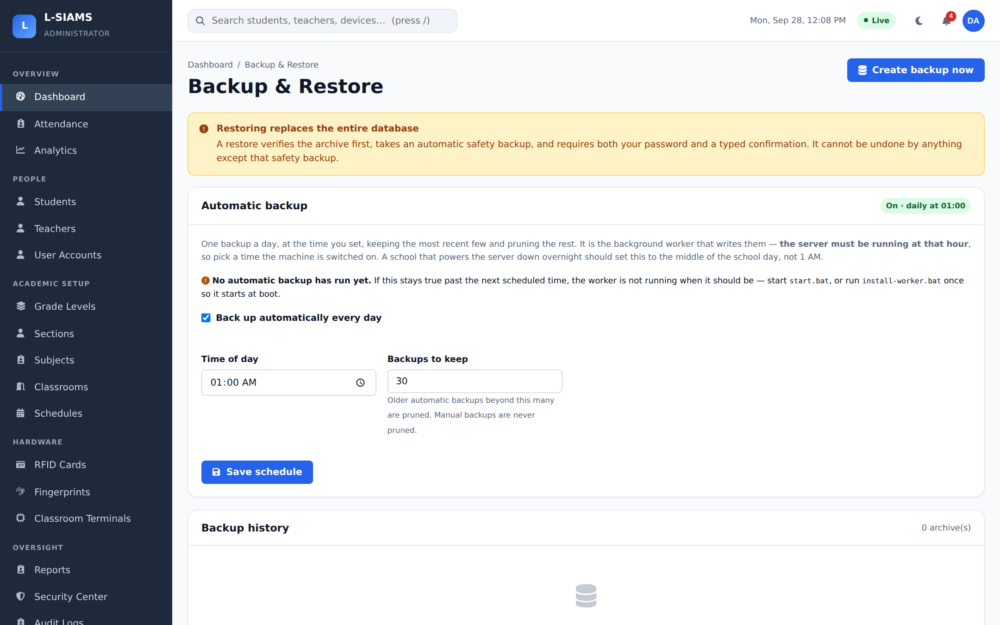 L
L-SIAMS
ADMINISTRATOR
OVERVIEW
Dashboard
Attendance
Analytics
PEOPLE
Students
Teachers
User Accounts
ACADEMIC SETUP
Grade Levels
Sections
Subjects
Classrooms
Schedules
HARDWARE
RFID Cards
Fingerprints
Classroom Terminals
OVERSIGHT
Reports
Security Center
Audit Logs
Search students, teachers, devices... (press /)
Mon, Sep 28, 12:08 PM
Live
4
DA
Dashboard / Backup & Restore
Backup & Restore
Create backup now
Restoring replaces the entire database
A restore verifies the archive first, takes an automatic safety backup, and requires both your password and a typed confirmation. It cannot be undone by anything
except that safety backup.
Automatic backup
On · daily at 01:00
One backup a day, at the time you set, keeping the most recent few and pruning the rest. It is the background worker that writes them — the server must be running at that hour,
so pick a time the machine is switched on. A school that powers the server down overnight should set this to the middle of the school day, not 1 AM.
No automatic backup has run yet. If this stays true past the next scheduled time, the worker is not running when it should be — start start.bat, or run install-worker.bat once
so it starts at boot.
Back up automatically every day
Time of day
01:00 AM
Backups to keep
30
Older automatic backups beyond this many
are pruned. Manual backups are never
pruned.
Save schedule
Backup history
0 archive(s)